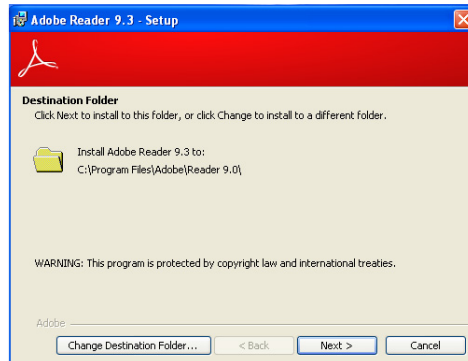 Adobe Reader 9.3 - Setup
Destination Folder
Click Next to install to this folder, or click Change to install to a different folder.
Install Adobe Reader 9.3 to:
C:\Program Files\Adobe\Reader 9.0\
WARNING: This program is protected by copyright law and international treaties.
Adobe
Change Destination Folder... < Back Next > Cancel